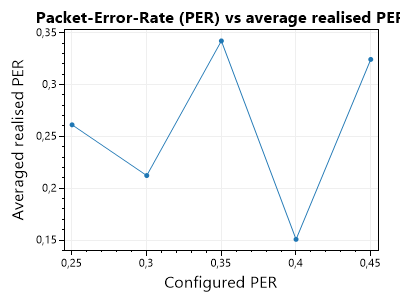 Packet-Error-Rate (PER) vs average realised PER
0,35
0,3
0,25
0,2
0,15
Averaged realised PER
0,25 0,3 0,35 0,4 0,45
Configured PER